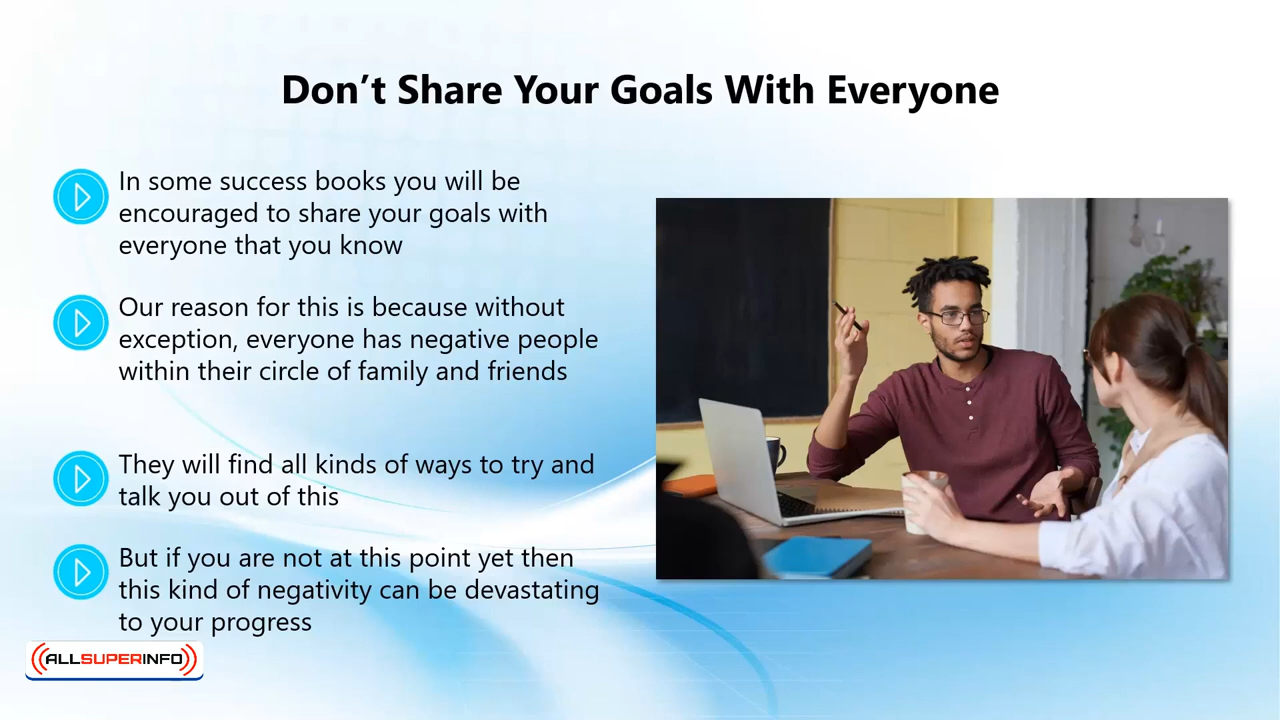 Don’t Share Your Goals With Everyone
In some success books you will be
encouraged to share your goals with
everyone that you know
Our reason for this is because without
exception, everyone has negative people
within their circle of family and friends
They will find all kinds of ways to try and
talk you out of this
But if you are not at this point yet then
this kind of negativity can be devastating
to your progress
ALLSUPERINFO